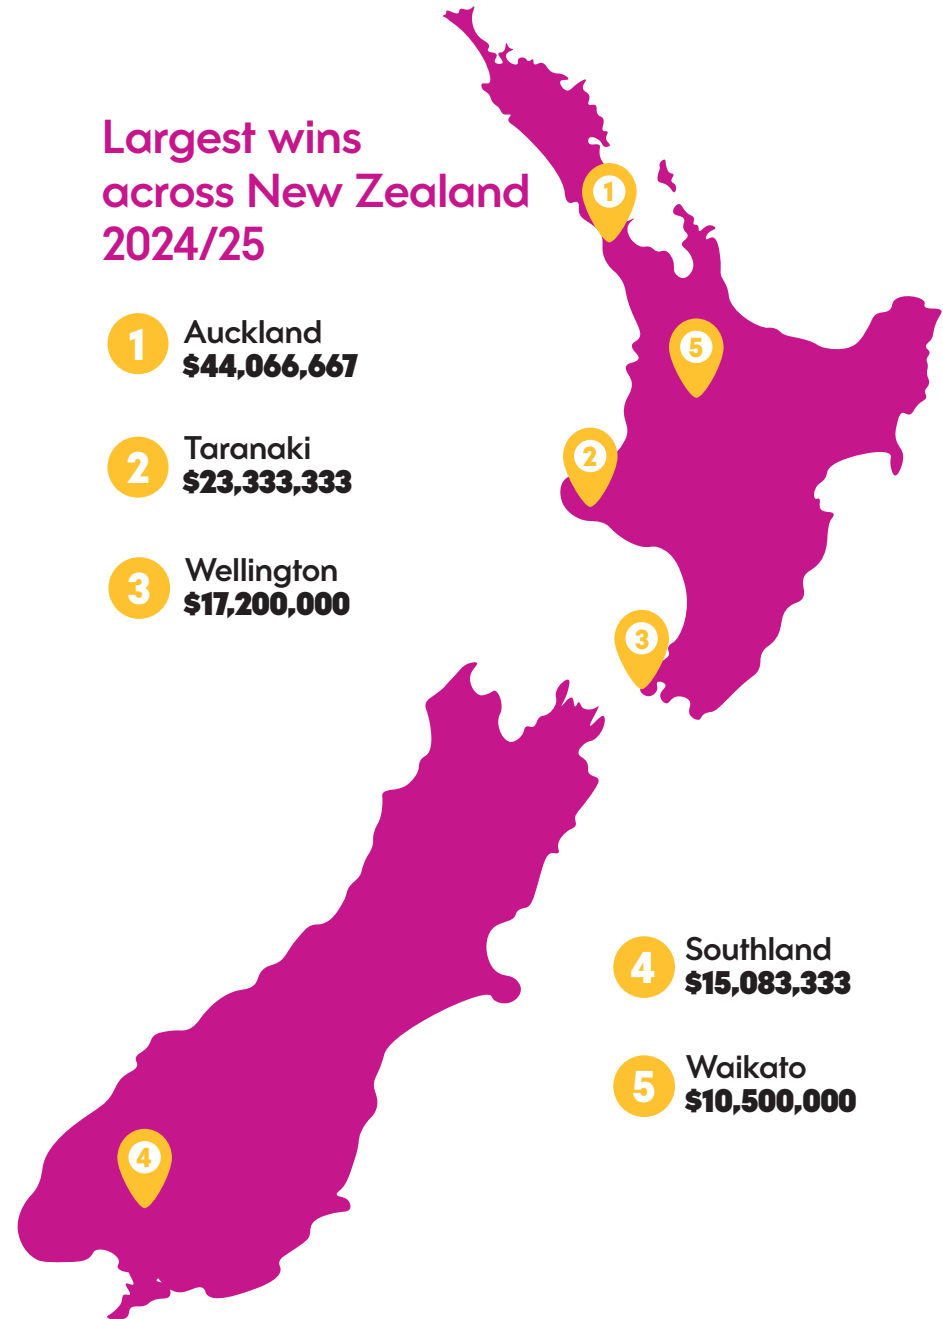 Largest wins
across New Zealand
2024/25
1
Auckland
$44,066,667
2
Taranaki
$23,333,333
3
Wellington
$17,200,000
4
Southland
$15,083,333
5
Waikato
$10,500,000
1
5
2
3
4